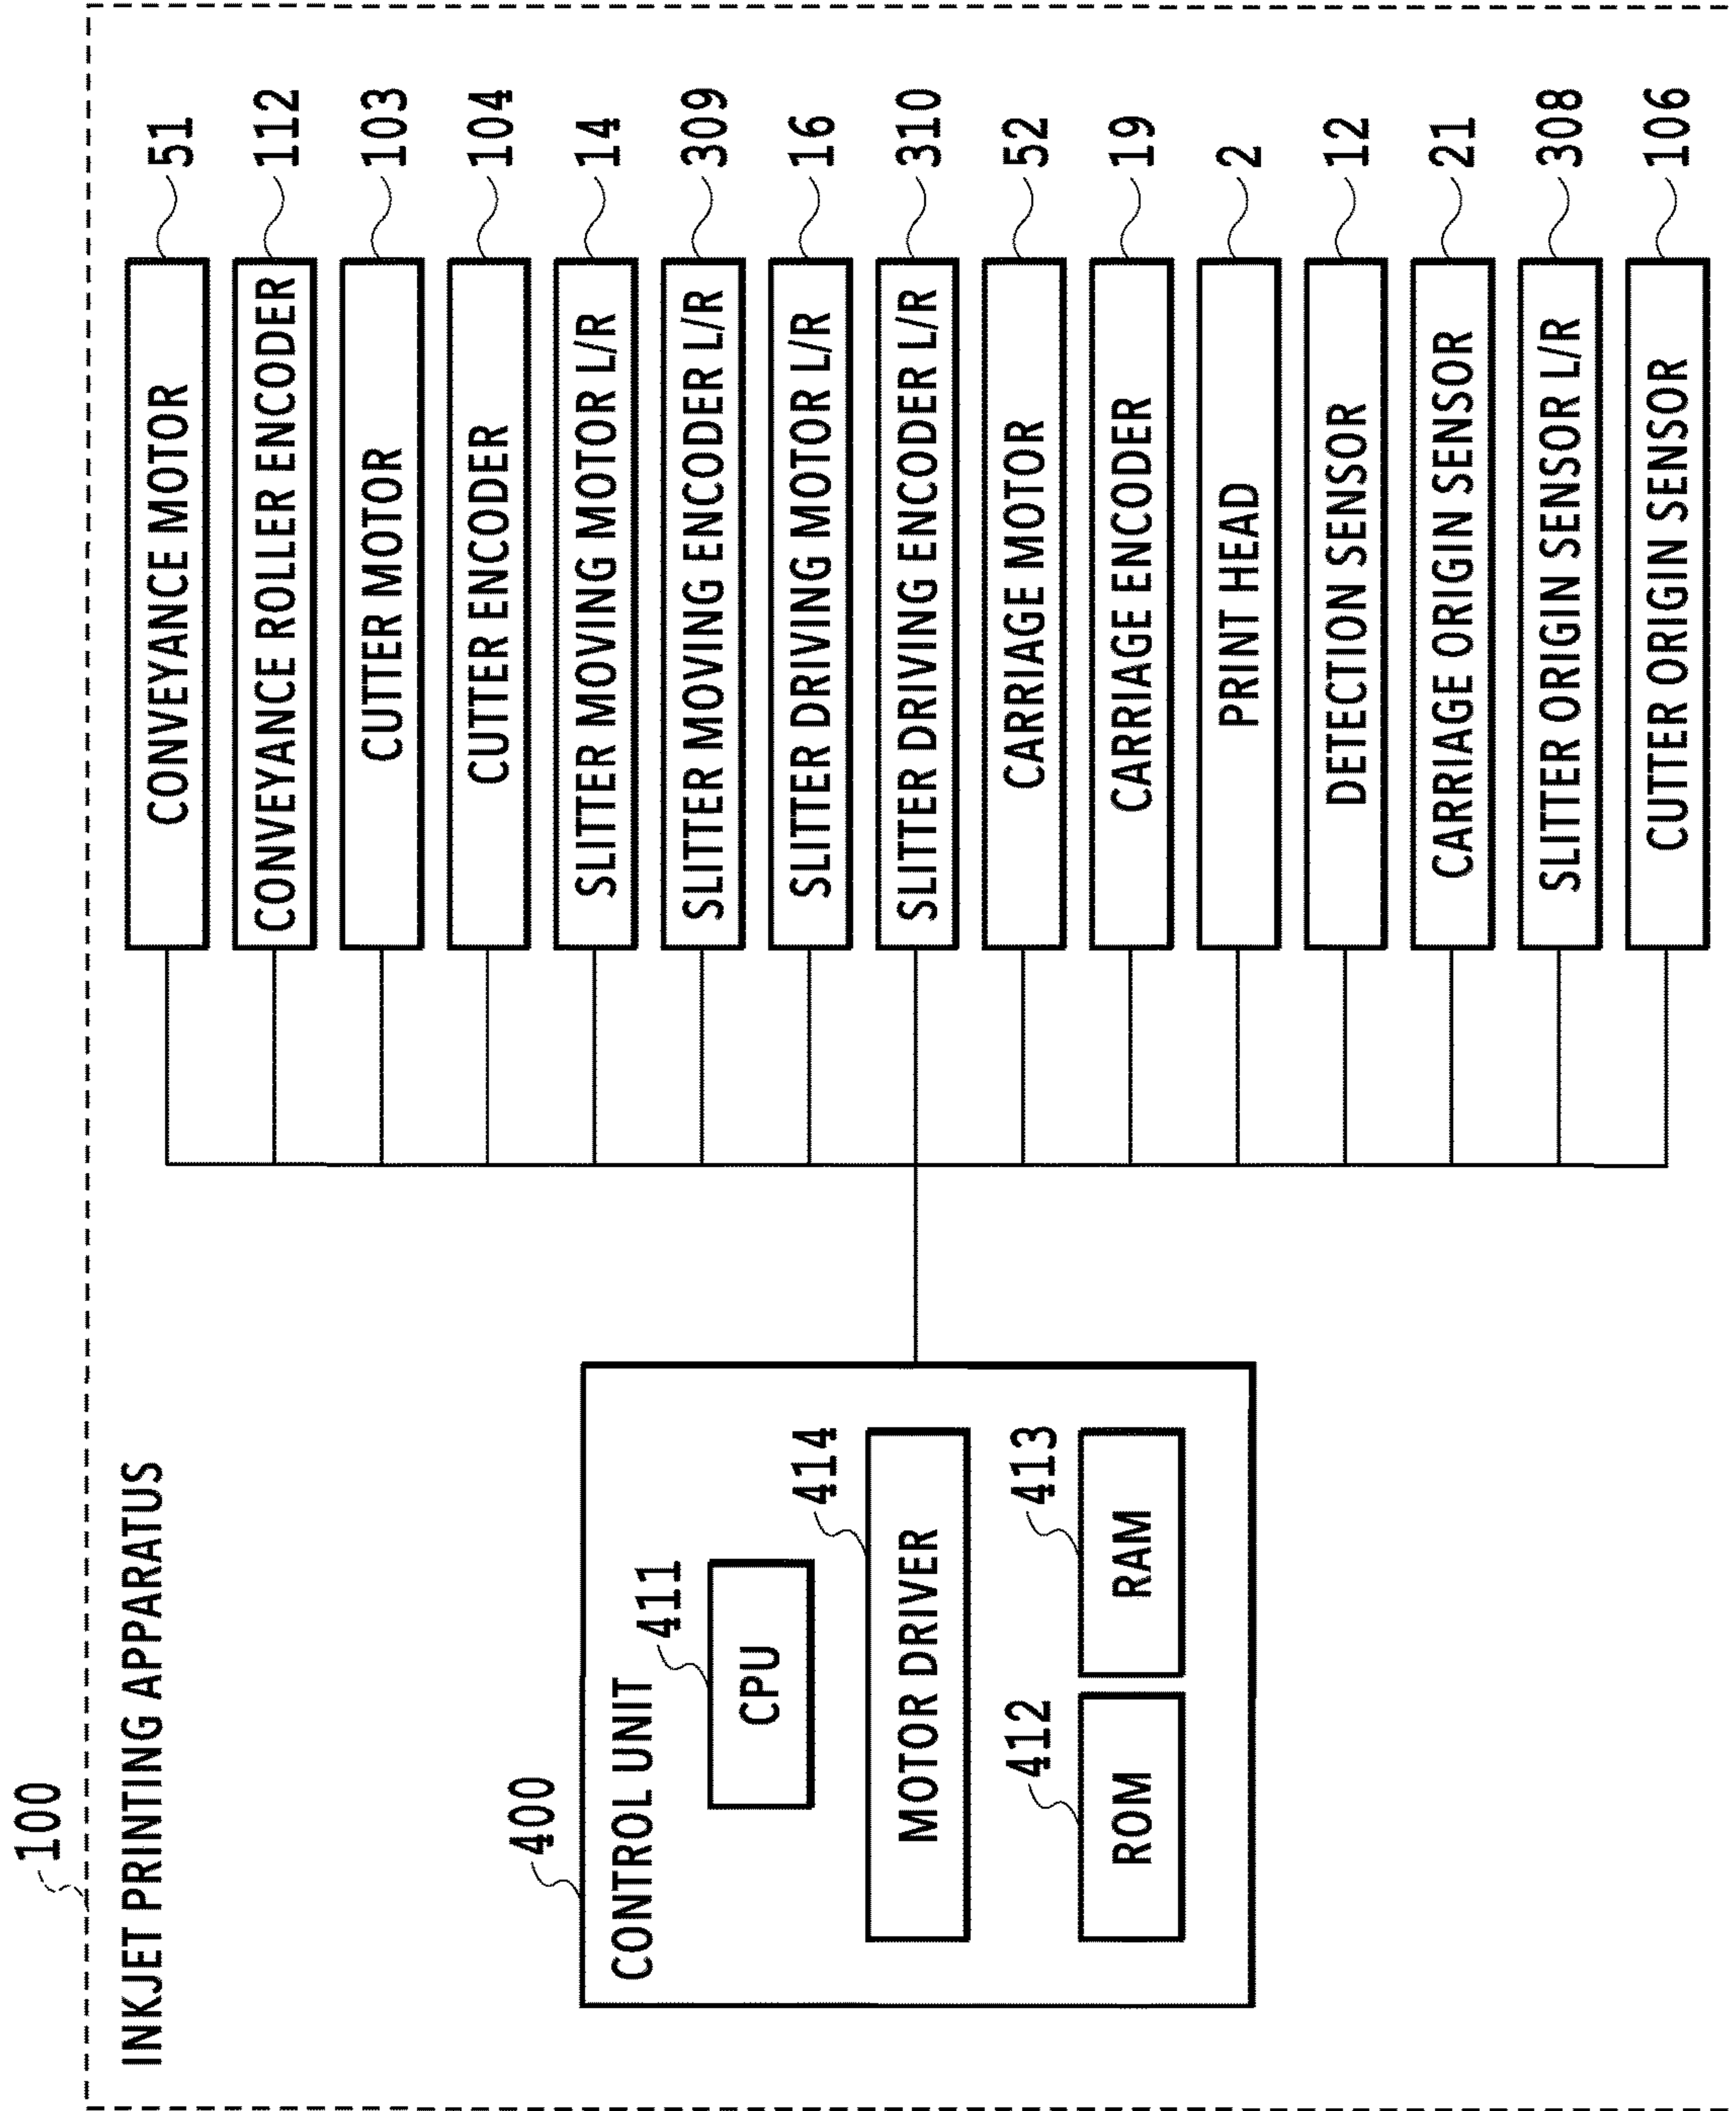 100
INKJET PRINTING APPARATUS
400
CONTROL UNIT
411
CPU
414
MOTOR DRIVER
412
ROM
413
RAM
CONVEYANCE MOTOR 51
CONVEYANCE ROLLER ENCODER 112
CUTTER MOTOR 103
CUTTER ENCODER 104
SLITTER MOVING MOTOR L/R 14
SLITTER MOVING ENCODER L/R 309
SLITTER DRIVING MOTOR L/R 16
SLITTER DRIVING ENCODER L/R 310
CARRIAGE MOTOR 52
CARRIAGE ENCODER 19
PRINT HEAD 2
DETECTION SENSOR 12
CARRIAGE ORIGIN SENSOR 21
SLITTER ORIGIN SENSOR L/R 308
CUTTER ORIGIN SENSOR 106